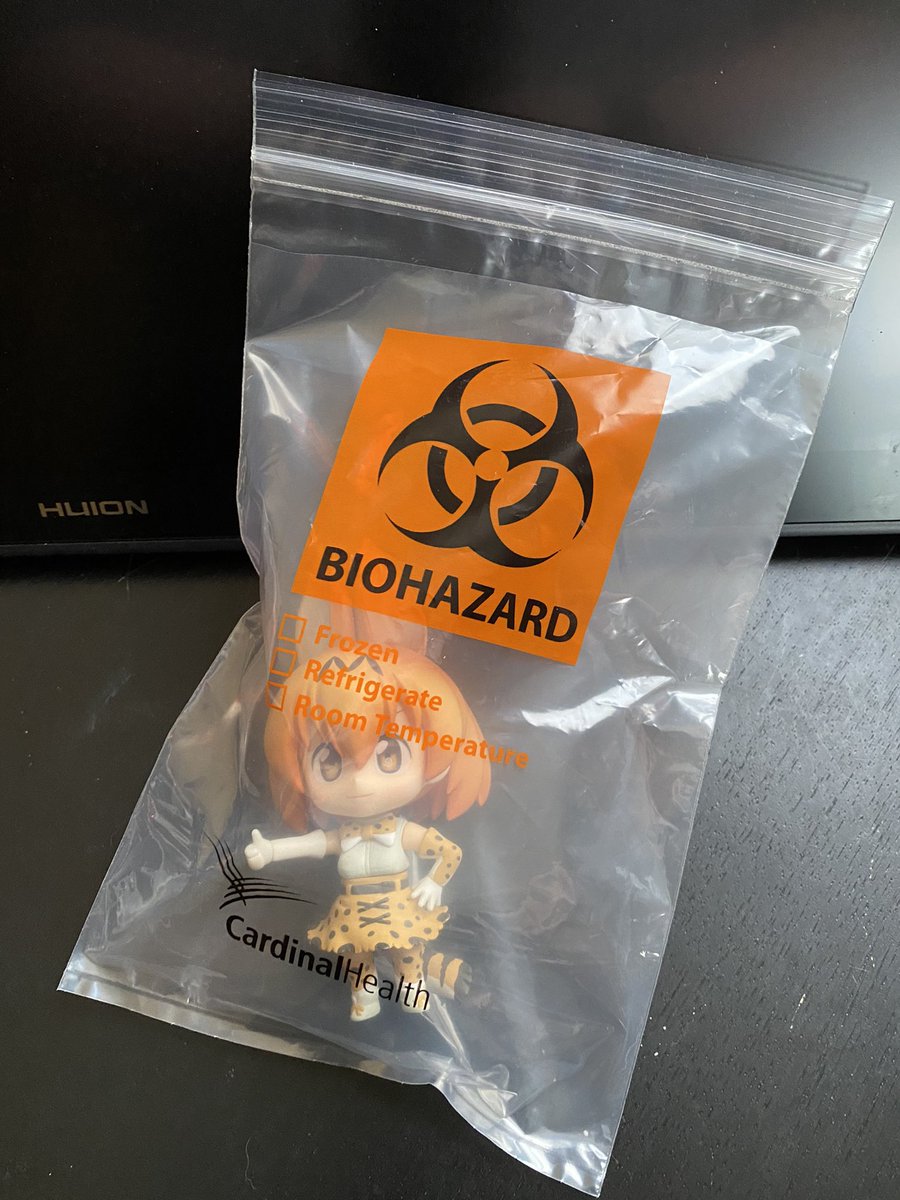 HUION
BIOHAZARD
Frozen
Refrigerate
Room Temperature
CardinalHealth